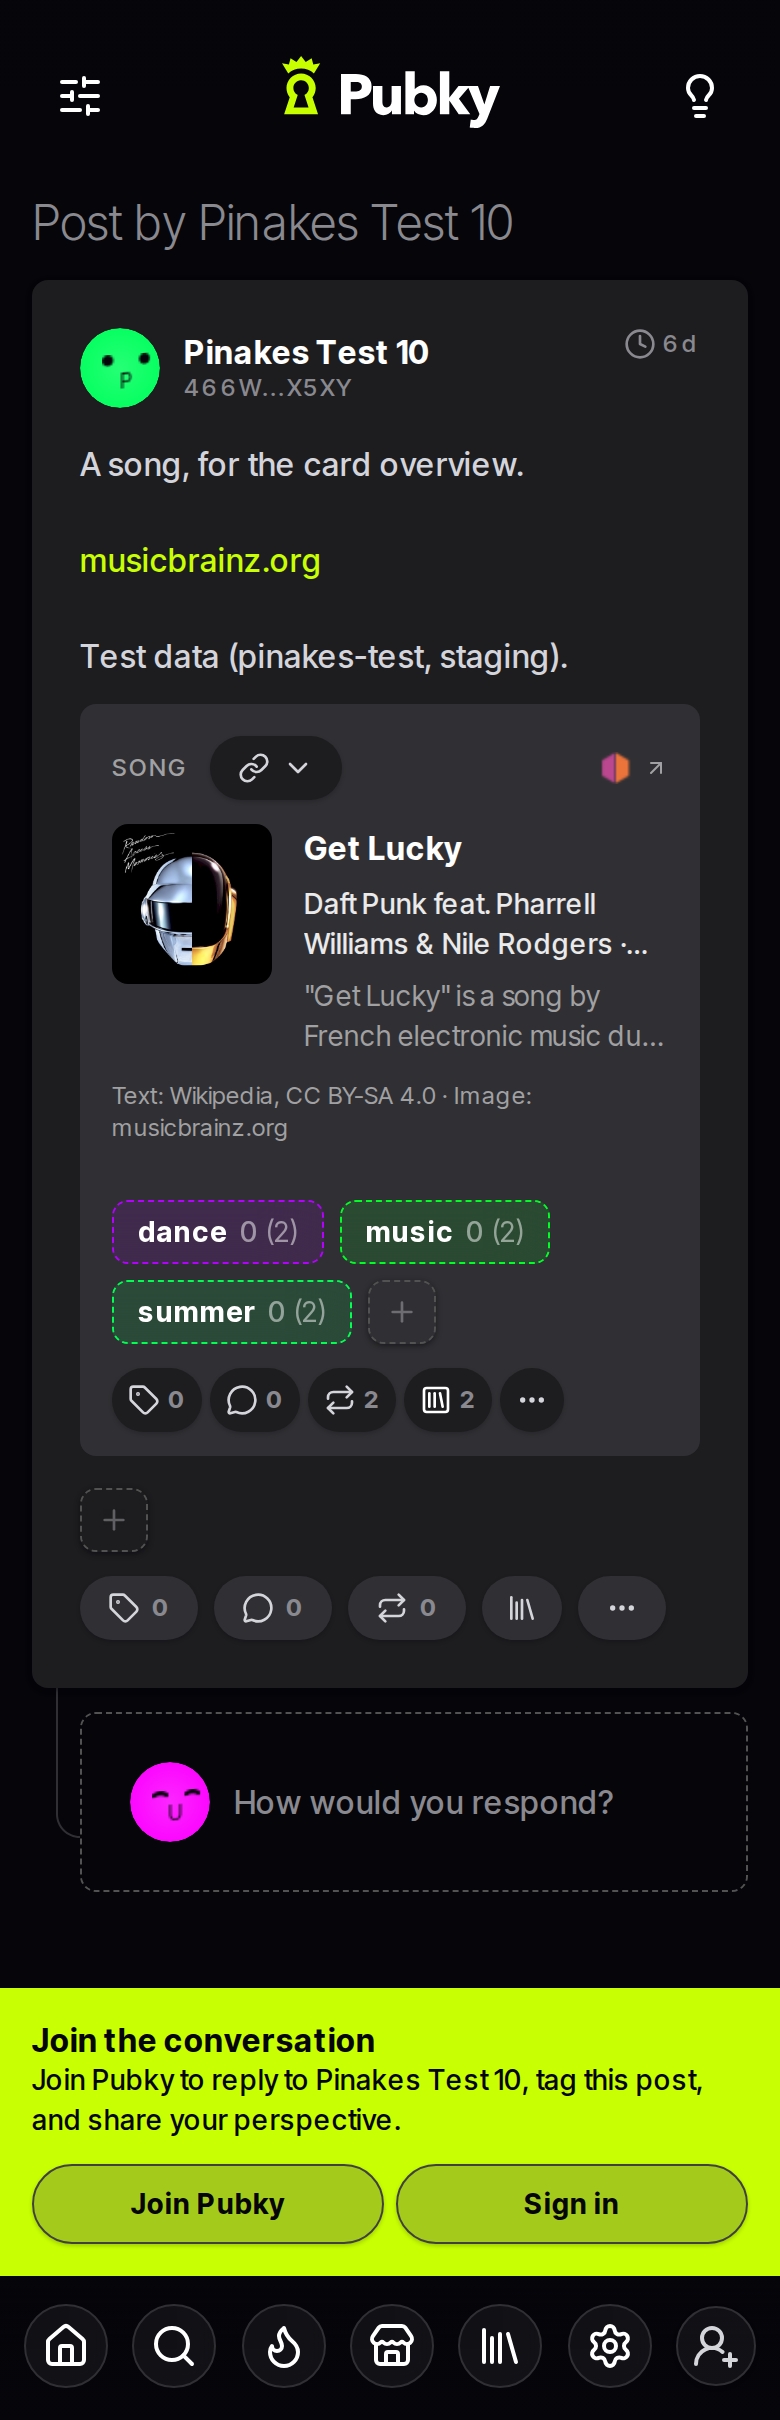 Pubky
Post by Pinakes Test 10
Pinakes Test 10
466W...X5XY
6d
A song, for the card overview.
musicbrainz.org
Test data (pinakes-test, staging).
SONG
Random
Access
Memories
Get Lucky
Daft Punk feat. Pharrell
Williams & Nile Rodgers ·...
"Get Lucky" is a song by
French electronic music du...
Text: Wikipedia, CC BY-SA 4.0 · Image:
musicbrainz.org
dance 0 (2)
music 0 (2)
summer 0 (2)
0 0 2 2
0 0 0
How would you respond?
Join the conversation
Join Pubky to reply to Pinakes Test 10, tag this post,
and share your perspective.
Join Pubky
Sign in